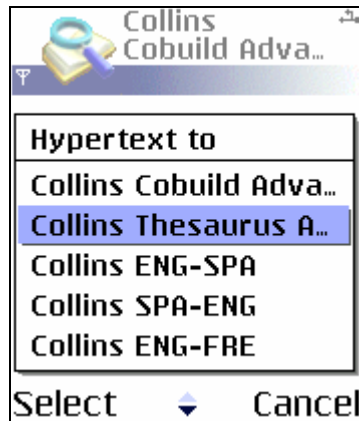 Collins
Cobuild Adva…
Hypertext to
Collins Cobuild Adva…
Collins Thesaurus A…
Collins ENG-SPA
Collins SPA-ENG
Collins ENG-FRE
Select Cancel